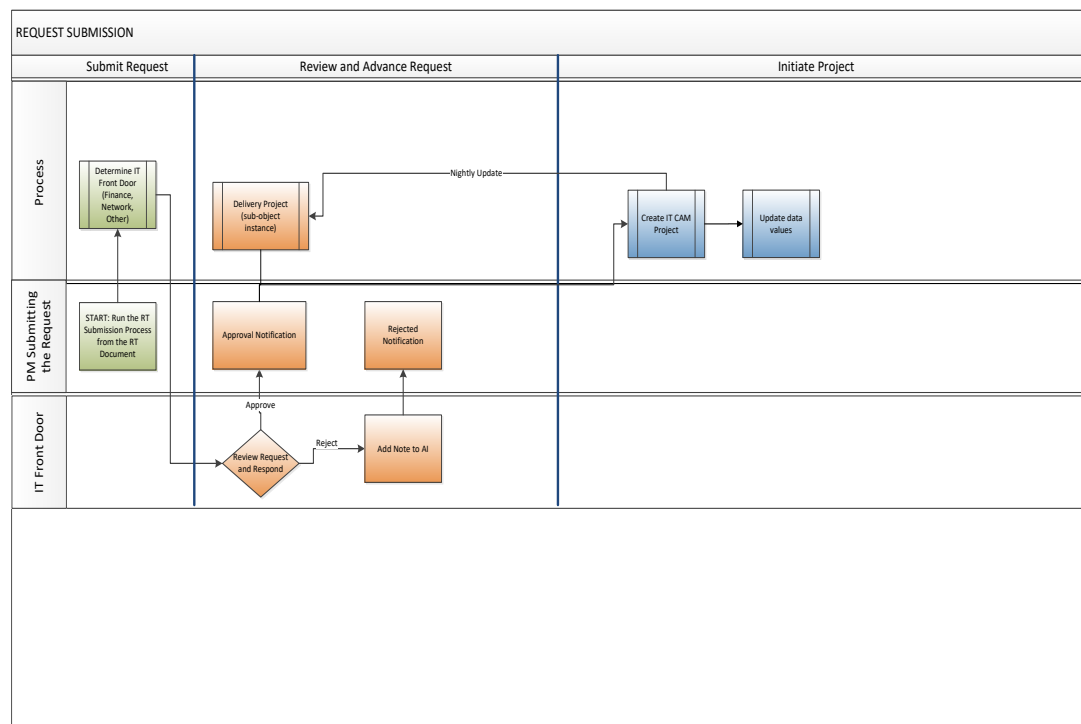 REQUEST SUBMISSION
Submit Request
Review and Advance Request
Initiate Project
Process
Determine IT
Front Door
(Finance,
Network,
Other)
Delivery Project
(sub-object
instance)
Nightly Update
Create IT CAM
Project
Update data
values
PM Submitting
the Request
START: Run the RT
Submission Process
from the RT
Document
Approval Notification
Rejected
Notification
IT Front Door
Approve
Review Request
and Respond
Reject
Add Note to AI